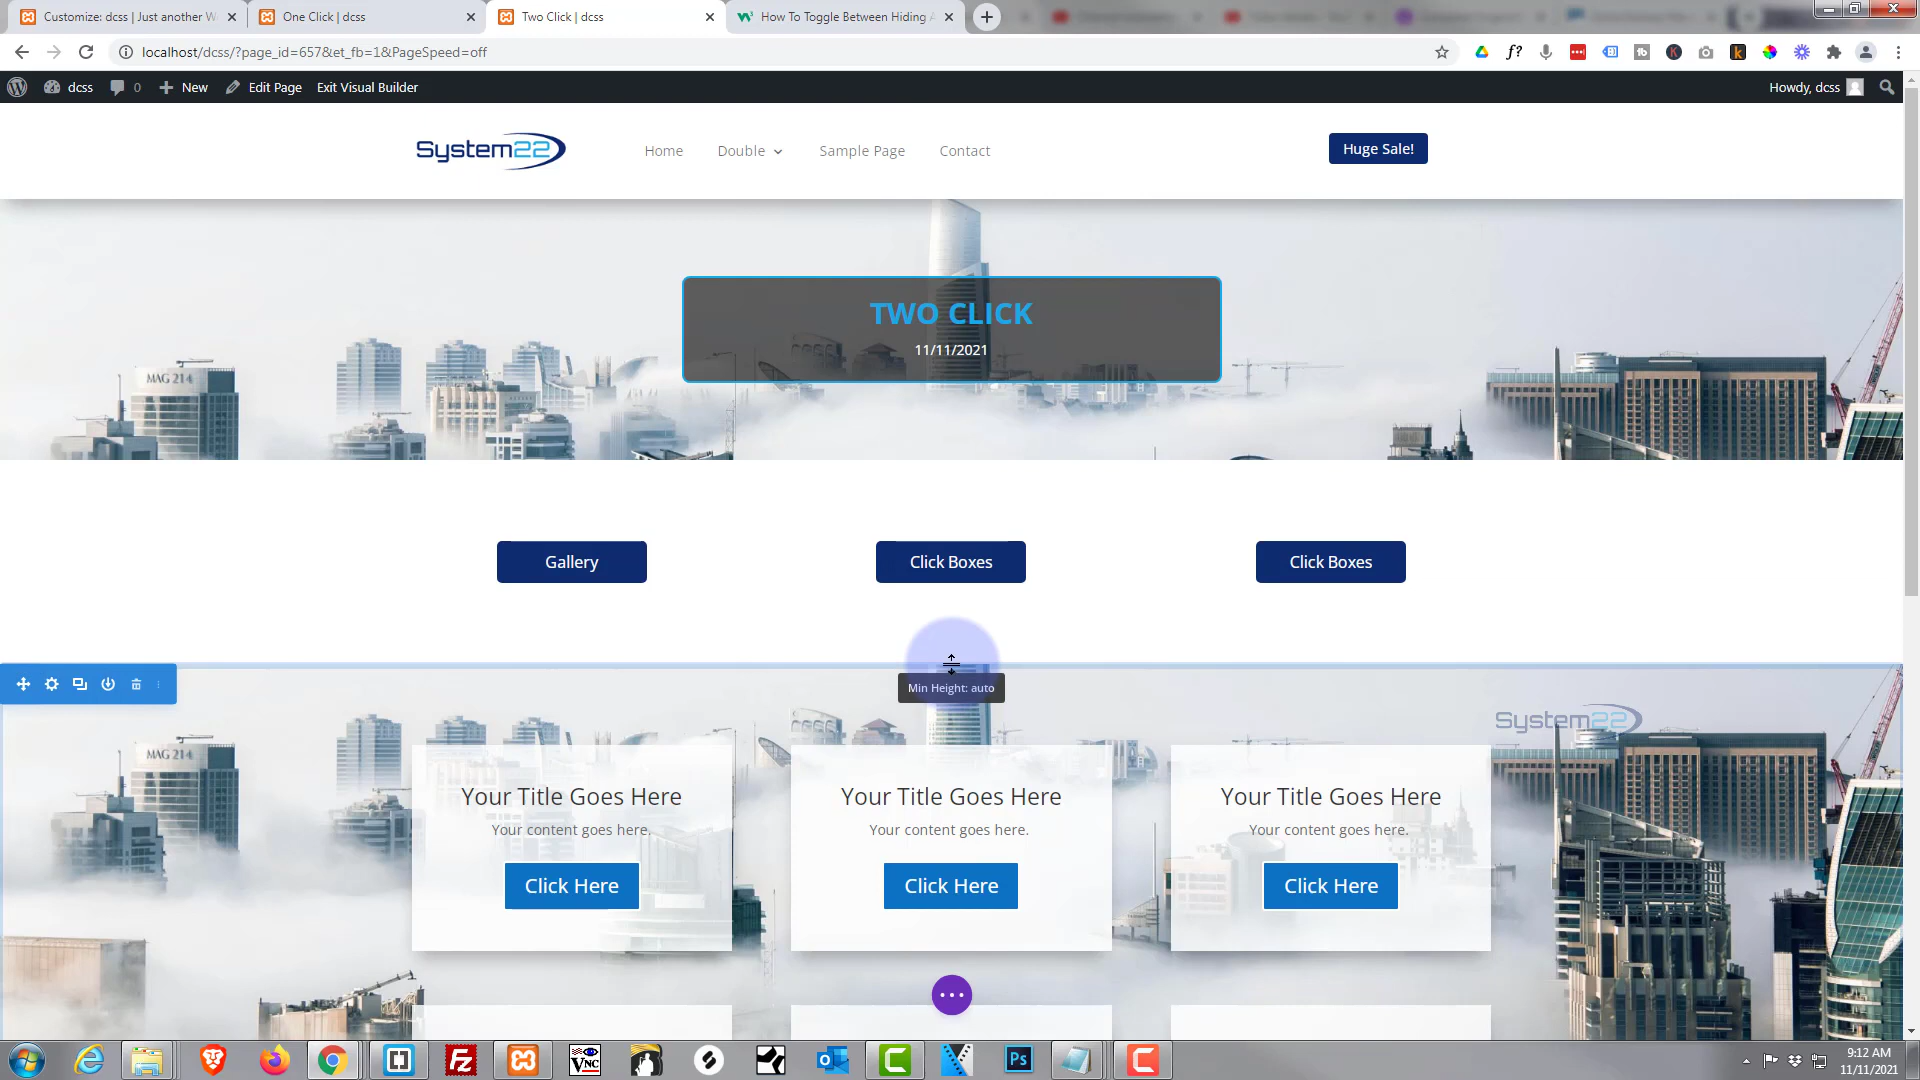 Customize: dcss | Just another W
One Click | dcss
Two Click | dcss
How To Toggle Between Hiding A
localhost/dcss/?page_id=657&et_fb=1&PageSpeed=off
dcss
0
New
Edit Page
Exit Visual Builder
Howdy, dcss
System22
Home
Double
Sample Page
Contact
Huge Sale!
MAG 214
TWO CLICK
11/11/2021
Gallery
Click Boxes
Click Boxes
Min Height: auto
System22
MAG 214
Your Title Goes Here
Your content goes here.
Click Here
Your Title Goes Here
Your content goes here.
Click Here
Your Title Goes Here
Your content goes here.
Click Here
9:12 AM
11/11/2021